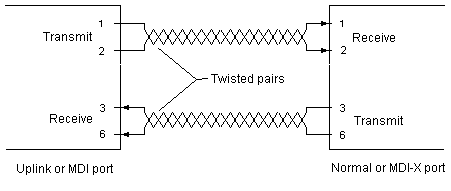 1 1
Transmit Receive
2 2
Twisted pairs
3 3
Receive Transmit
6 6
Uplink or MDI port Normal or MDI-X port